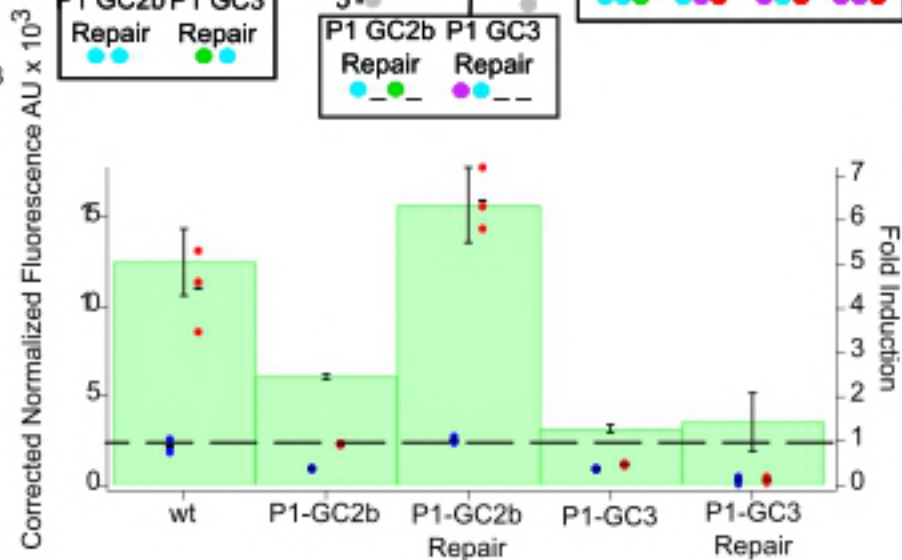 P1 GC2b P1 GC3
Repair Repair
P1 GC2b P1 GC3
Repair Repair
Corrected Normalized Fluorescence AU x 10³
15
10
5
0
7
6
5
4
3
2
1
0
Fold Induction
wt P1-GC2b P1-GC2b Repair P1-GC3 P1-GC3 Repair